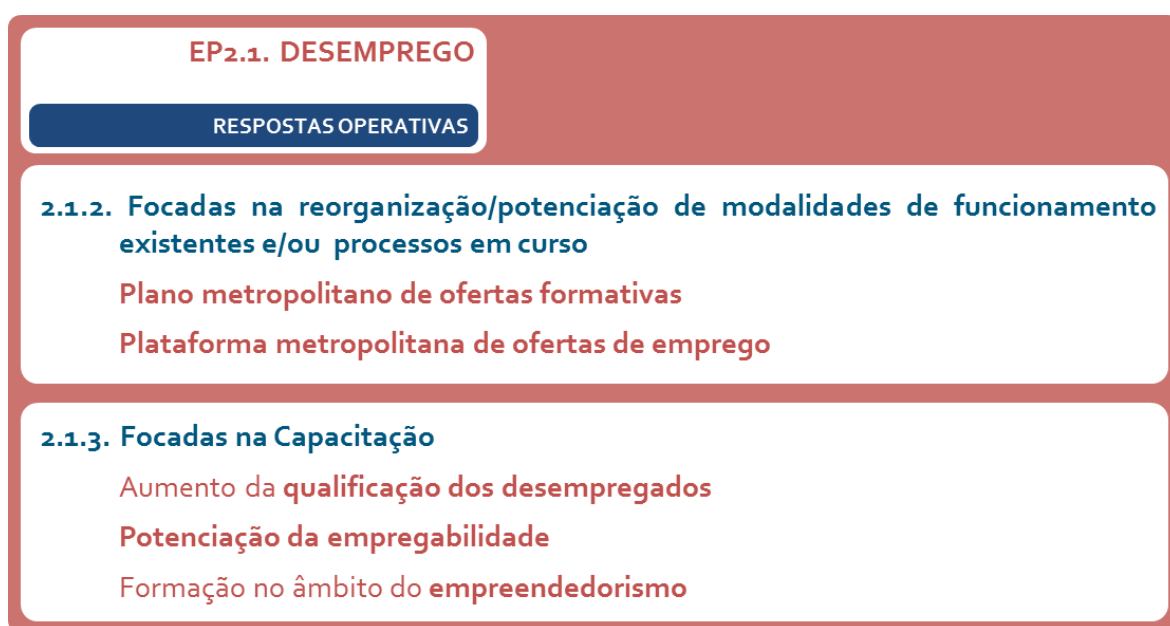 EP2.1. DESEMPREGO
RESPOSTAS OPERATIVAS
2.1.2. Focadas na reorganização/potenciação de modalidades de funcionamento
existentes e/ou processos em curso
Plano metropolitano de ofertas formativas
Plataforma metropolitana de ofertas de emprego
2.1.3. Focadas na Capacitação
Aumento da qualificação dos desempregados
Potenciação da empregabilidade
Formação no âmbito do empreendedorismo